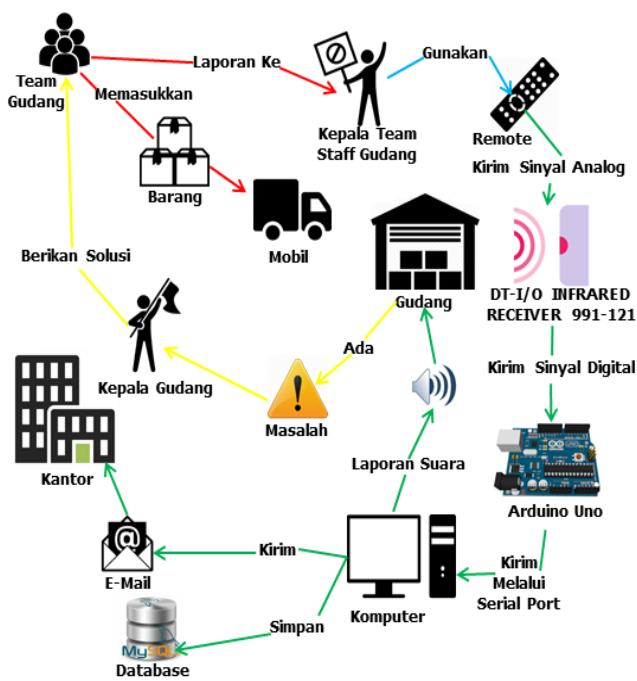 Team
Gudang
Laporan Ke
Gunakan
Memasukkan
Kepala Team
Staff Gudang
Remote
Kirim Sinyal Analog
Barang
Mobil
Berikan Solusi
Gudang
DT-I/O INFRARED
RECEIVER 991-121
Ada
Kirim Sinyal Digital
Kepala Gudang
Masalah
Kantor
Laporan Suara
Arduino Uno
@
E-Mail
Kirim
Komputer
Kirim
Melalui
Serial Port
Simpan
MySQL
Database